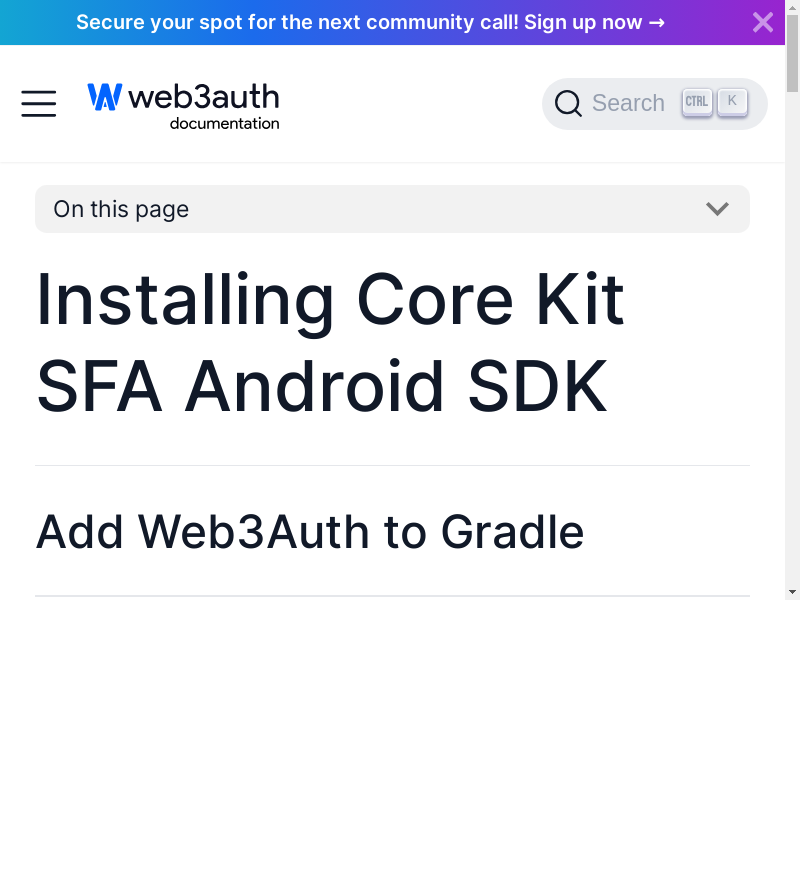 Secure your spot for the next community call! Sign up now →
web3auth
documentation
Search CTRL K
On this page
Installing Core Kit
SFA Android SDK
Add Web3Auth to Gradle